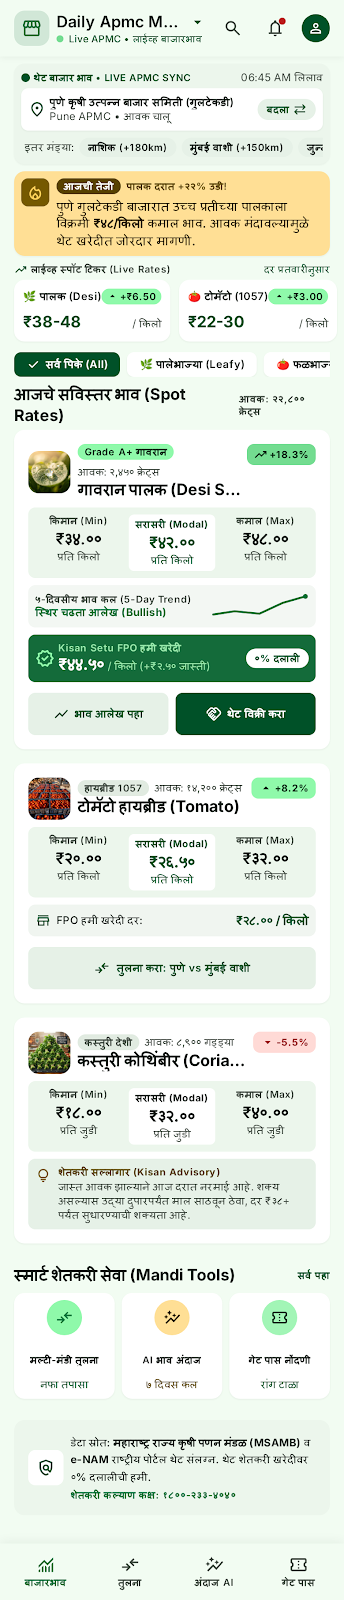 Daily Apmc M...
Live APMC • लाईव्ह बाजारभाव
थेट बाजार भाव • LIVE APMC SYNC
06:45 AM लिलाव
पुणे कृषी उत्पन्न बाजार समिती (गुलटेकडी)
Pune APMC • आवक चालू
बदला
इतर मंड्या:
नाशिक (+180km)
मुंबई वाशी (+150km)
आजची तेजी
पालक दरात +२२% उडी!
पुणे गुलटेकडी बाजारात उच्च प्रतीच्या पालकाला
विक्रमी ₹४८/किलो कमाल भाव. आवक मंदावल्यामुळे
थेट खरेदीत जोरदार मागणी.
लाईव्ह स्पॉट टिकर (Live Rates)
दर प्रतवारीनुसार
पालक (Desi)
+₹6.50
₹38-48
/ किलो
टोमॅटो (1057)
+₹3.00
₹22-30
/ किलो
सर्व पिके (All)
पालेभाज्या (Leafy)
आजचे सविस्तर भाव (Spot
Rates)
आवक: २२,८००
क्रेट्स
Grade A+ गावरान
आवक: २,४५० क्रेट्स
गावरान पालक (Desi S...
+18.3%
किमान (Min)
₹३४.००
प्रति किलो
सरासरी (Modal)
₹४२.००
प्रति किलो
कमाल (Max)
₹४८.००
प्रति किलो
५-दिवसीय भाव कल (5-Day Trend)
स्थिर चढता आलेख (Bullish)
Kisan Setu FPO हमी खरेदी
₹४४.५० / किलो (+₹२.५० जास्ती)
०% दलाली
भाव आलेख पहा
थेट विक्री करा
हायब्रीड 1057
आवक: १४,२०० क्रेट्स
+8.2%
टोमॅटो हायब्रीड (Tomato)
किमान (Min)
₹२०.००
प्रति किलो
सरासरी (Modal)
₹२६.५०
प्रति किलो
कमाल (Max)
₹३२.००
प्रति किलो
FPO हमी खरेदी दर:
₹२८.०० / किलो
तुलना करा: पुणे vs मुंबई वाशी
कस्तुरी देशी
आवक: ८,९०० गड्ड्या
-5.5%
कस्तुरी कोथिंबीर (Coria...
किमान (Min)
₹१८.००
प्रति जुडी
सरासरी (Modal)
₹३२.००
प्रति जुडी
कमाल (Max)
₹४०.००
प्रति जुडी
शेतकरी सल्लागार (Kisan Advisory)
जास्त आवक झाल्याने आज दरात नरमाई आहे. शक्य
असल्यास उद्या दुपारपर्यंत माल साठवून ठेवा, दर ₹३८+
पर्यंत सुधारण्याची शक्यता आहे.
स्मार्ट शेतकरी सेवा (Mandi Tools)
सर्व पहा
मल्टी-मंडी तुलना
नफा तपासा
AI भाव अंदाज
७ दिवस कल
गेट पास नोंदणी
रांग टाळा
डेटा स्रोत: महाराष्ट्र राज्य कृषी पणन मंडळ (MSAMB) व
e-NAM राष्ट्रीय पोर्टल थेट संलग्न. थेट शेतकरी खरेदीवर
०% दलालीची हमी.
शेतकरी कल्याण कक्ष: १८००-२३३-४०४०
बाजारभाव
तुलना
अंदाज AI
गेट पास